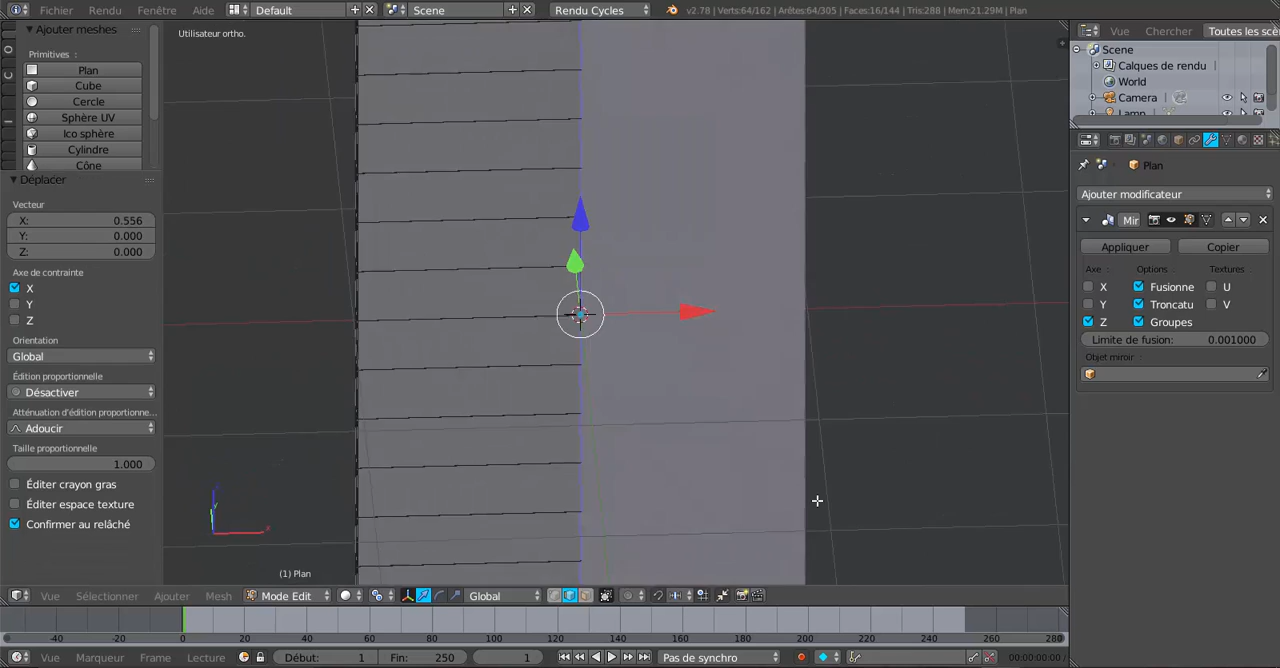 Fichier Rendu Fenêtre Aide Default Scene Rendu Cycles v2.78 | Verts:64/162 | Arêtes:64/305 | Faces:16/144 | Tris:288 | Mem:21.29M | Plan
Ajouter meshes
Primitives :
Plan
Cube
Cercle
Sphère UV
Ico sphère
Cylindre
Cône
Déplacer
Vecteur
X: 0.556
Y: 0.000
Z: 0.000
Axe de contrainte
X
Y
Z
Orientation
Global
Édition proportionnelle
Désactiver
Atténuation d'édition proportionne...
Adoucir
Taille proportionnelle
1.000
Éditer crayon gras
Éditer espace texture
Confirmer au relâché
Utilisateur ortho.
(1) Plan
Vue Chercher Toutes les scè
Scene
Calques de rendu
World
Camera
Lamp
Plan
Ajouter modificateur
Mir
Appliquer Copier
Axe Options Textures
X Fusionne U
Y Troncatu V
Z Groupes
Limite de fusion: 0.001000
Objet miroir:
Vue Sélectionner Ajouter Mesh Mode Edit Global
-40 -20 0 20 40 60 80 100 120 140 160 180 200 220 240 260 280
Vue Marqueur Frame Lecture Début: 1 Fin: 250 1 Pas de synchro 00:00:00:00